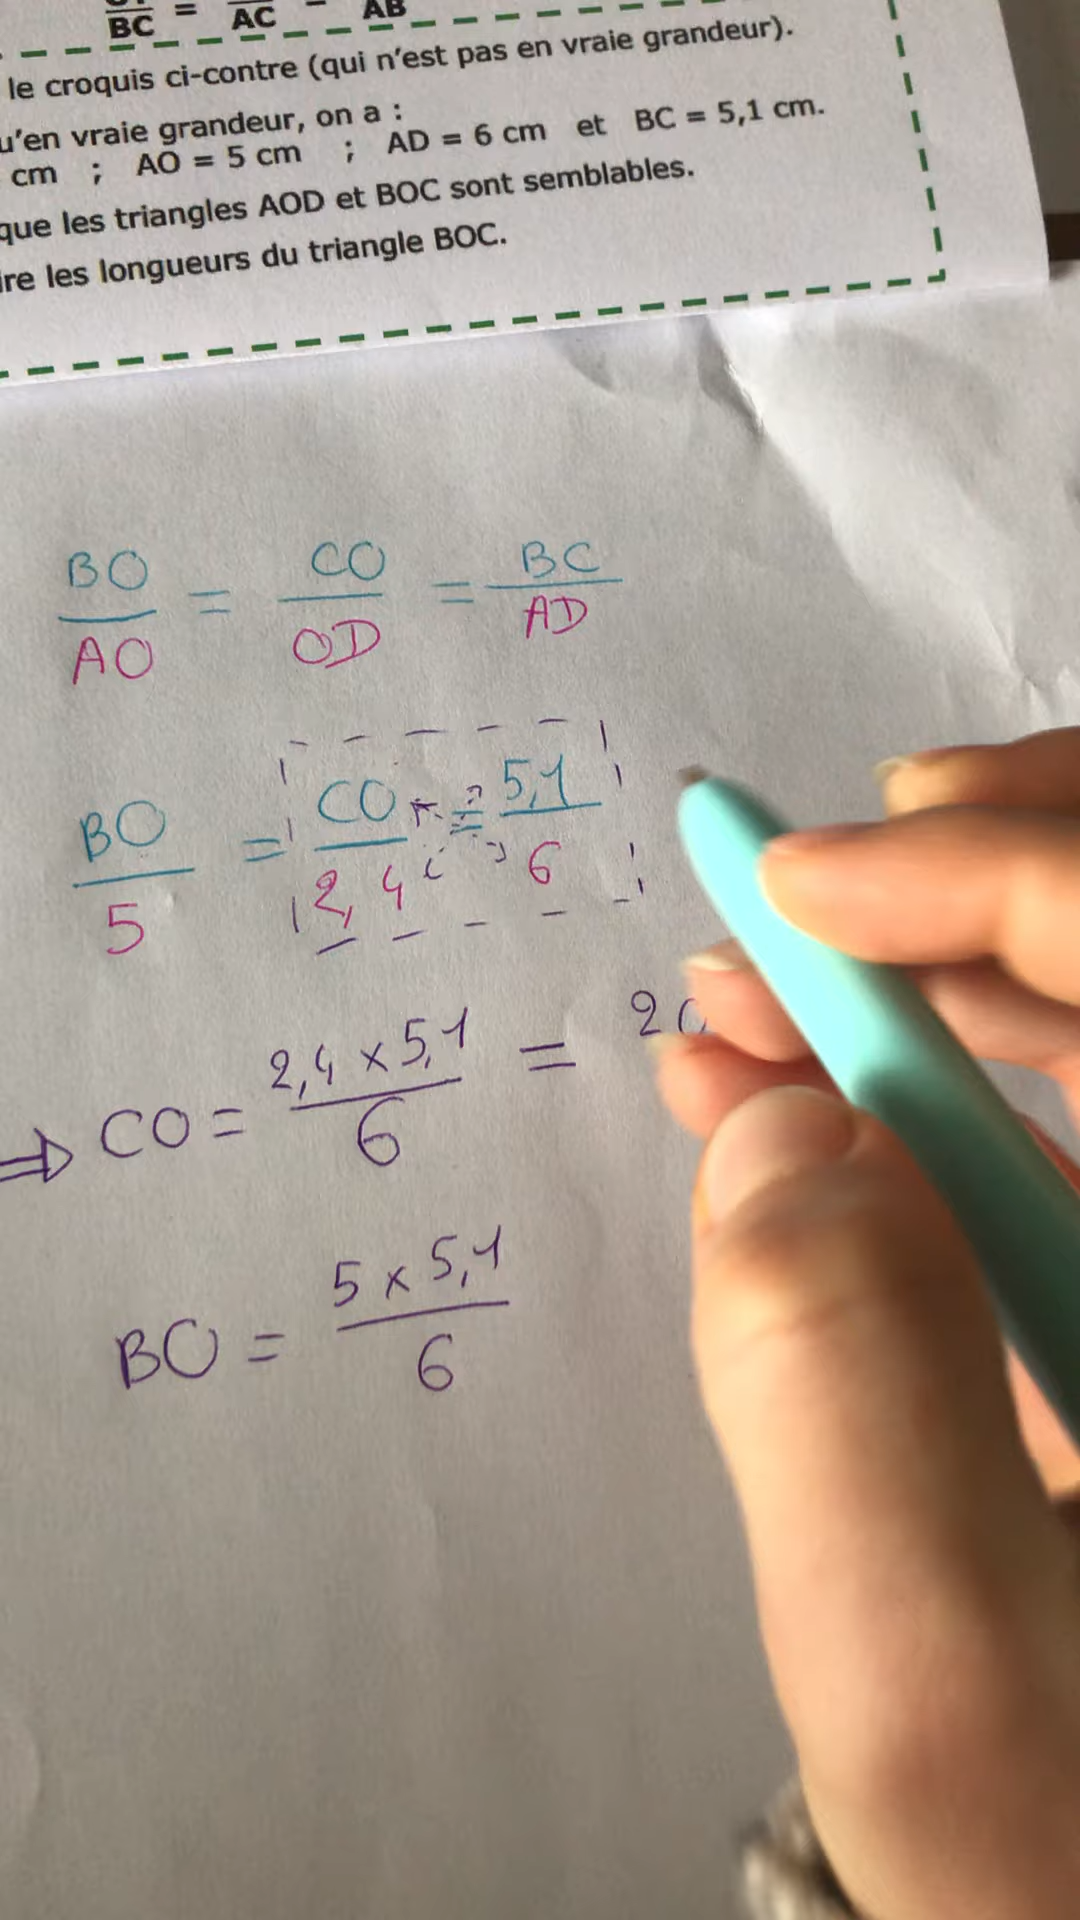 BC = AC AB
le croquis ci-contre (qui n'est pas en vraie grandeur).
u'en vraie grandeur, on a :
cm ; AO = 5 cm ; AD = 6 cm et BC = 5,1 cm.
que les triangles AOD et BOC sont semblables.
ire les longueurs du triangle BOC.
BO/AO = CO/OD = BC/AD
BO/5 = CO/2,4 = 5,1/6
⇒ CO = 2,4 × 5,1 / 6 = 2
BO = 5 × 5,1 / 6